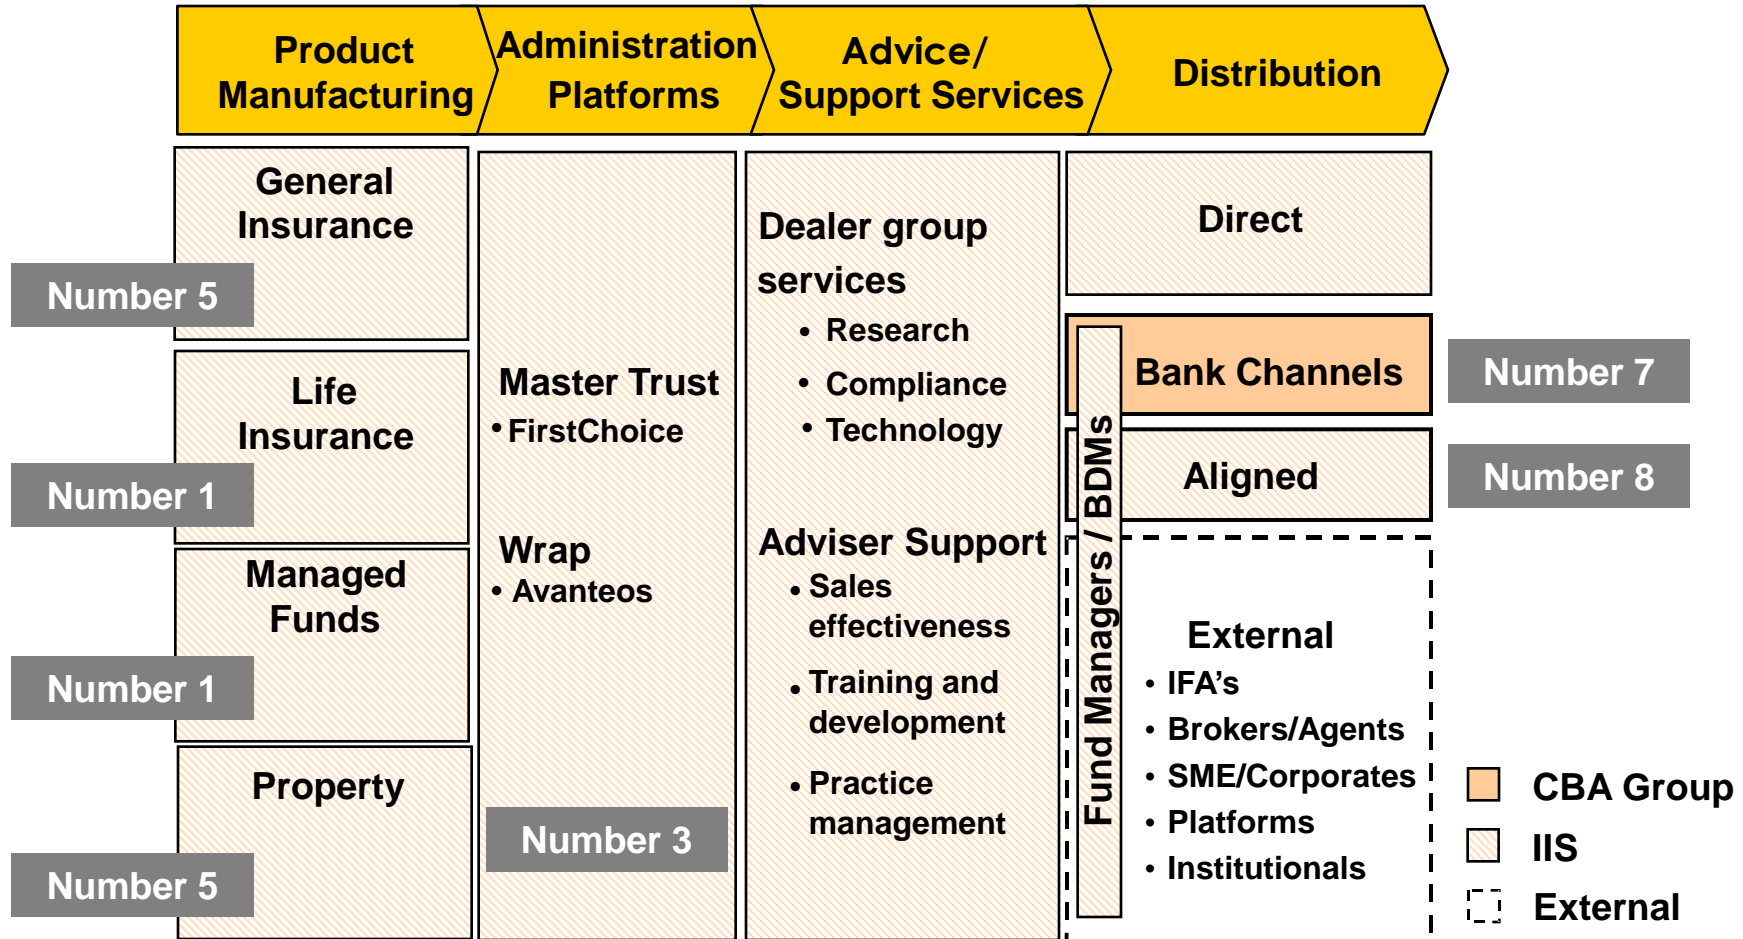 Product
Manufacturing
Administration
Platforms
Advice/
Support Services
Distribution
General
Insurance
Number 5
Life
Insurance
Number 1
Managed
Funds
Number 1
Property
Number 5
Master Trust
• FirstChoice
Wrap
• Avanteos
Number 3
Dealer group
services
• Research
• Compliance
• Technology
Adviser Support
• Sales
effectiveness
• Training and
development
• Practice
management
Direct
Bank Channels
Number 7
Aligned
Number 8
Fund Managers / BDMs
External
• IFA's
• Brokers/Agents
• SME/Corporates
• Platforms
• Institutionals
CBA Group
IIS
External